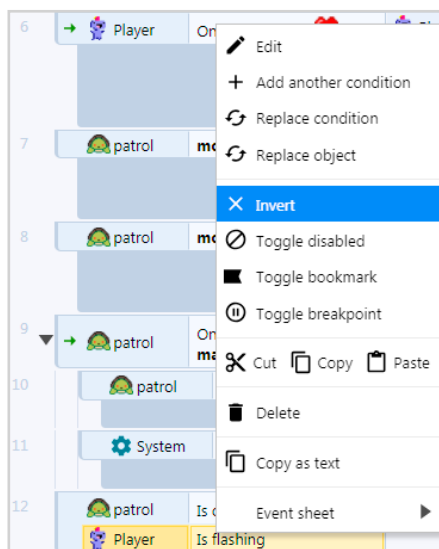 6 Player On
Edit
Add another condition
Replace condition
7 patrol mo
Replace object
Invert
8 patrol mo
Toggle disabled
Toggle bookmark
Toggle breakpoint
9 patrol On
ma
Cut Copy Paste
10 patrol
Delete
11 System
Copy as text
12 patrol Is
Event sheet
Player Is flashing